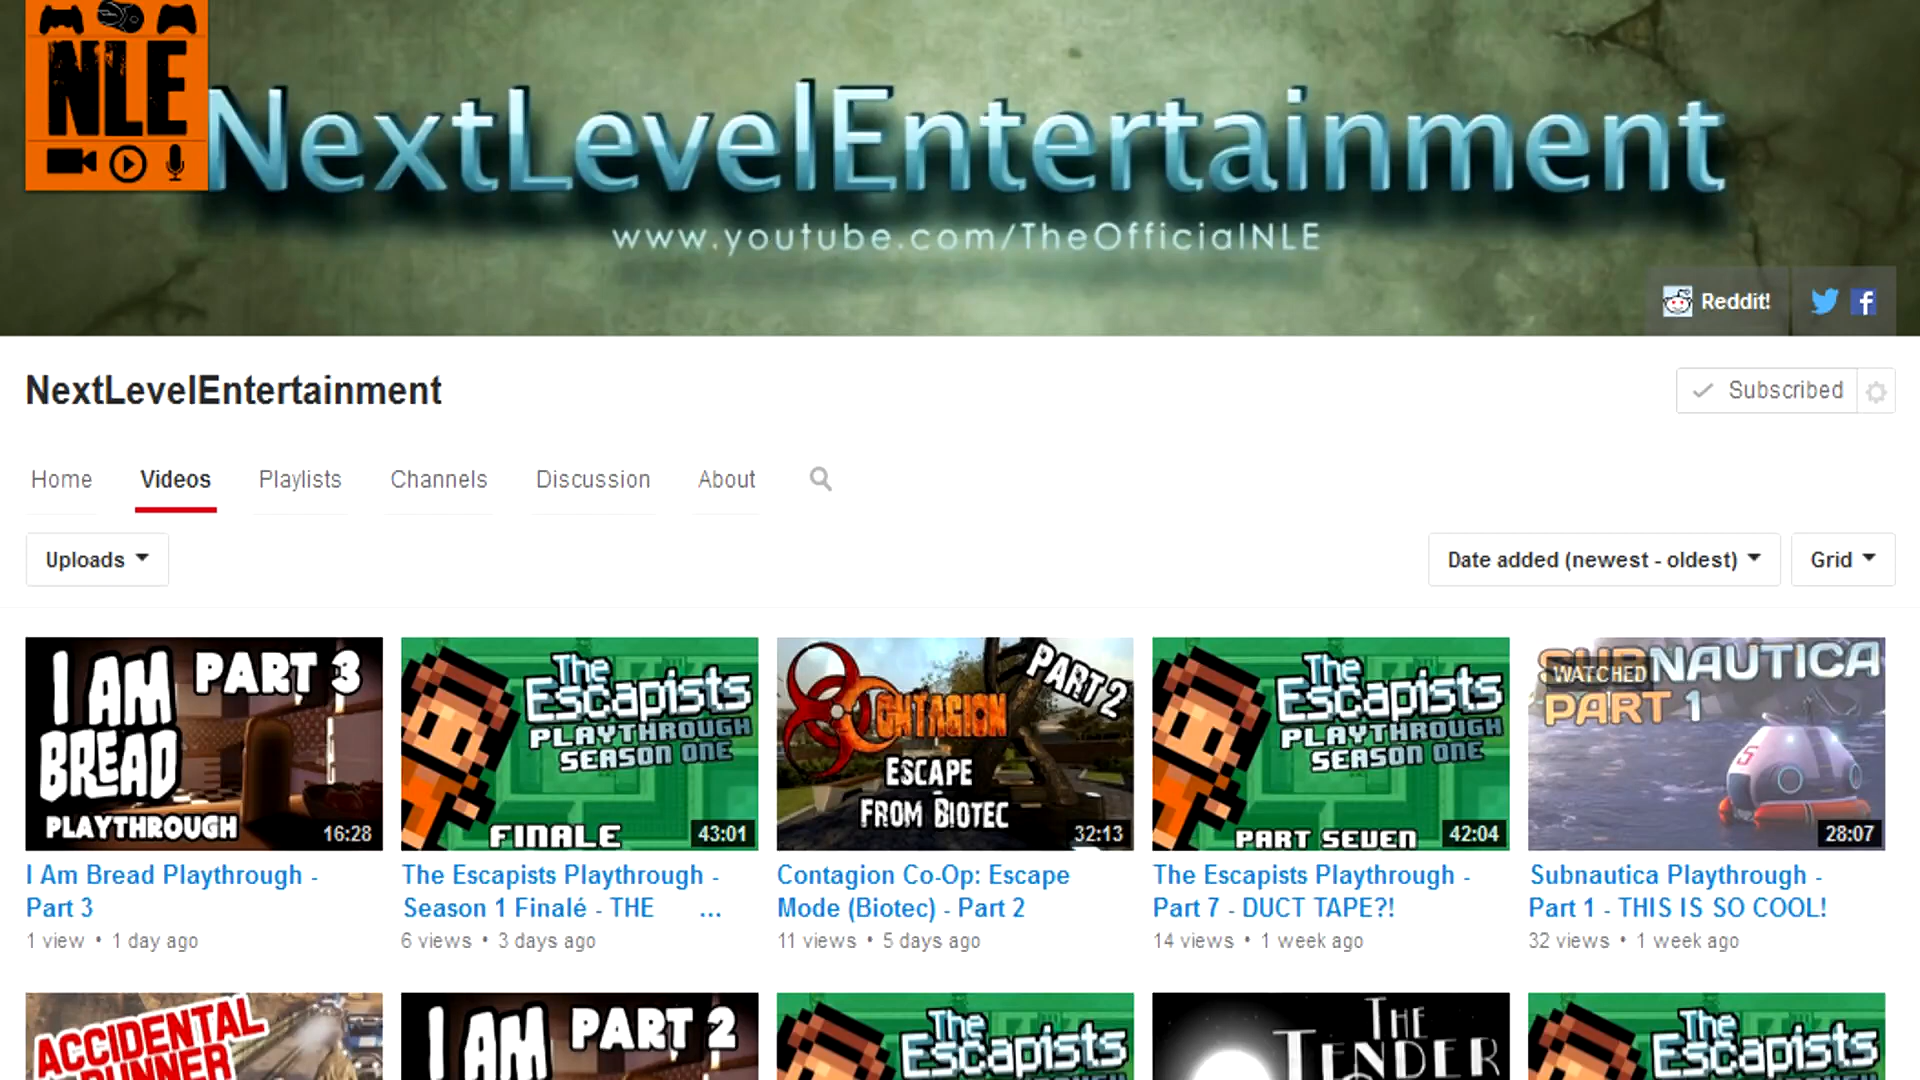 NLE
NextLevelEntertainment
www.youtube.com/TheOfficialNLE
Reddit!
NextLevelEntertainment
Subscribed
Home Videos Playlists Channels Discussion About
Uploads
Date added (newest - oldest) Grid
I AM BREAD
PART 3
PLAYTHROUGH
16:28
The Escapists
PLAYTHROUGH
SEASON ONE
FINALE
43:01
CONTAGION
PART 2
ESCAPE
FROM BIOTEC
32:13
The Escapists
PLAYTHROUGH
SEASON ONE
PART SEVEN
42:04
SUBNAUTICA
WATCHED
PART 1
5
28:07
I Am Bread Playthrough -
Part 3
1 view • 1 day ago
The Escapists Playthrough -
Season 1 Finalé - THE ...
6 views • 3 days ago
Contagion Co-Op: Escape
Mode (Biotec) - Part 2
11 views • 5 days ago
The Escapists Playthrough -
Part 7 - DUCT TAPE?!
14 views • 1 week ago
Subnautica Playthrough -
Part 1 - THIS IS SO COOL!
32 views • 1 week ago
ACCIDENTAL
RUNNER
I AM
PART 2
The
Escapists
THE
TENDER
The
Escapists